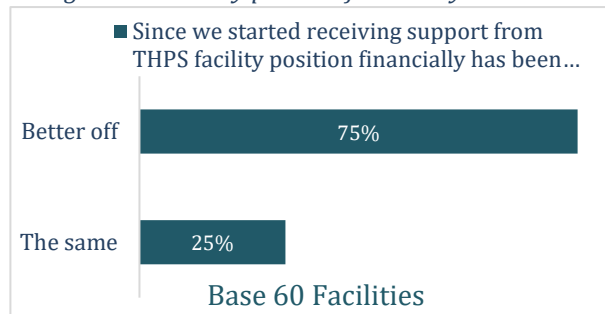 Since we started receiving support from
THPS facility position financially has been…
Better off
75%
The same
25%
Base 60 Facilities